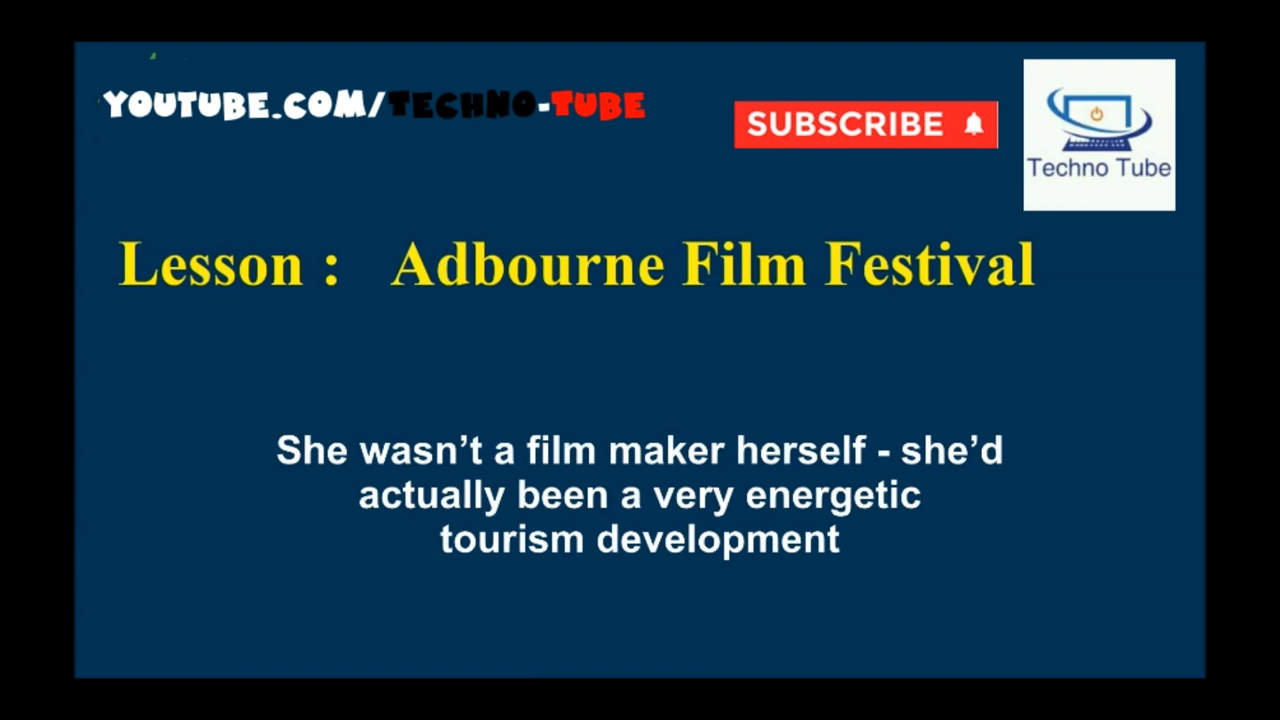 YOUTUBE.COM/TECHNO-TUBE
SUBSCRIBE
Techno Tube
Lesson : Adbourne Film Festival
She wasn’t a film maker herself - she’d
actually been a very energetic
tourism development